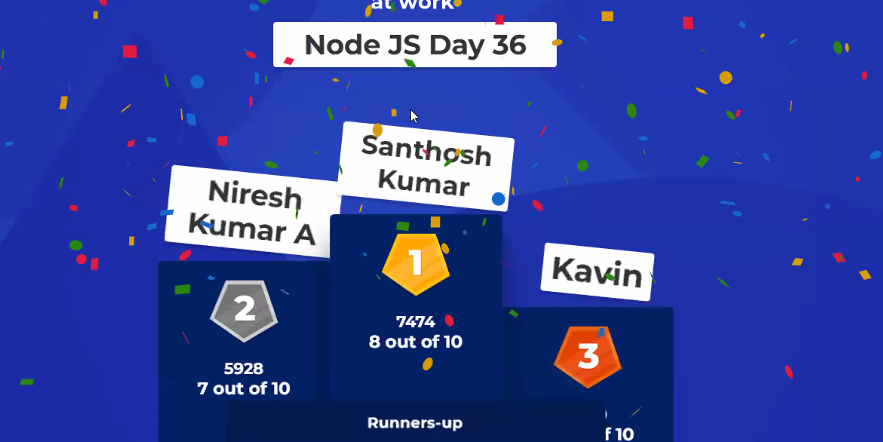 at work
Node JS Day 36
Santhosh
Kumar
Niresh
Kumar A
Kavin
1
7474
8 out of 10
2
5928
7 out of 10
3
of 10
Runners-up